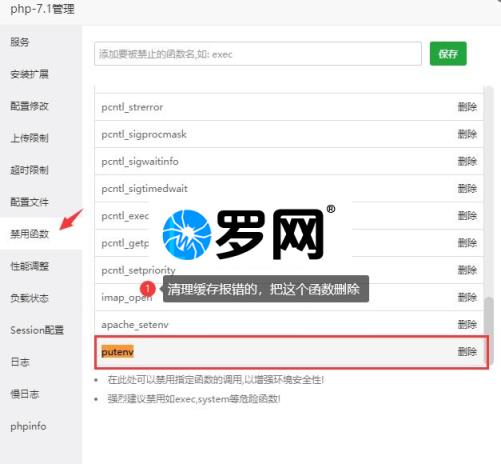 php-7.1管理
服务
安装扩展
配置修改
上传限制
超时限制
配置文件
禁用函数
性能调整
负载状态
Session配置
日志
慢日志
phpinfo
添加要被禁止的函数名,如: exec
保存
pcntl_strerror 删除
pcntl_sigprocmask 删除
pcntl_sigwaitinfo 删除
pcntl_sigtimedwait 删除
pcntl_exec 删除
pcntl_getp 删除
pcntl_setpriority 删除
罗网®
1 清理缓存报错的，把这个函数删除
imap_open 删除
apache_setenv 删除
putenv 删除
在此处可以禁用指定函数的调用,以增强环境安全性!
强烈建议禁用如exec,system等危险函数!